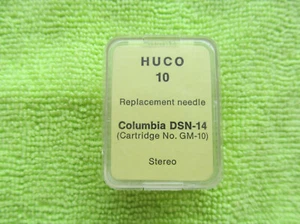 HUCO
10
Replacement needle
Columbia DSN-14
(Cartridge No. GM-10)
Stereo